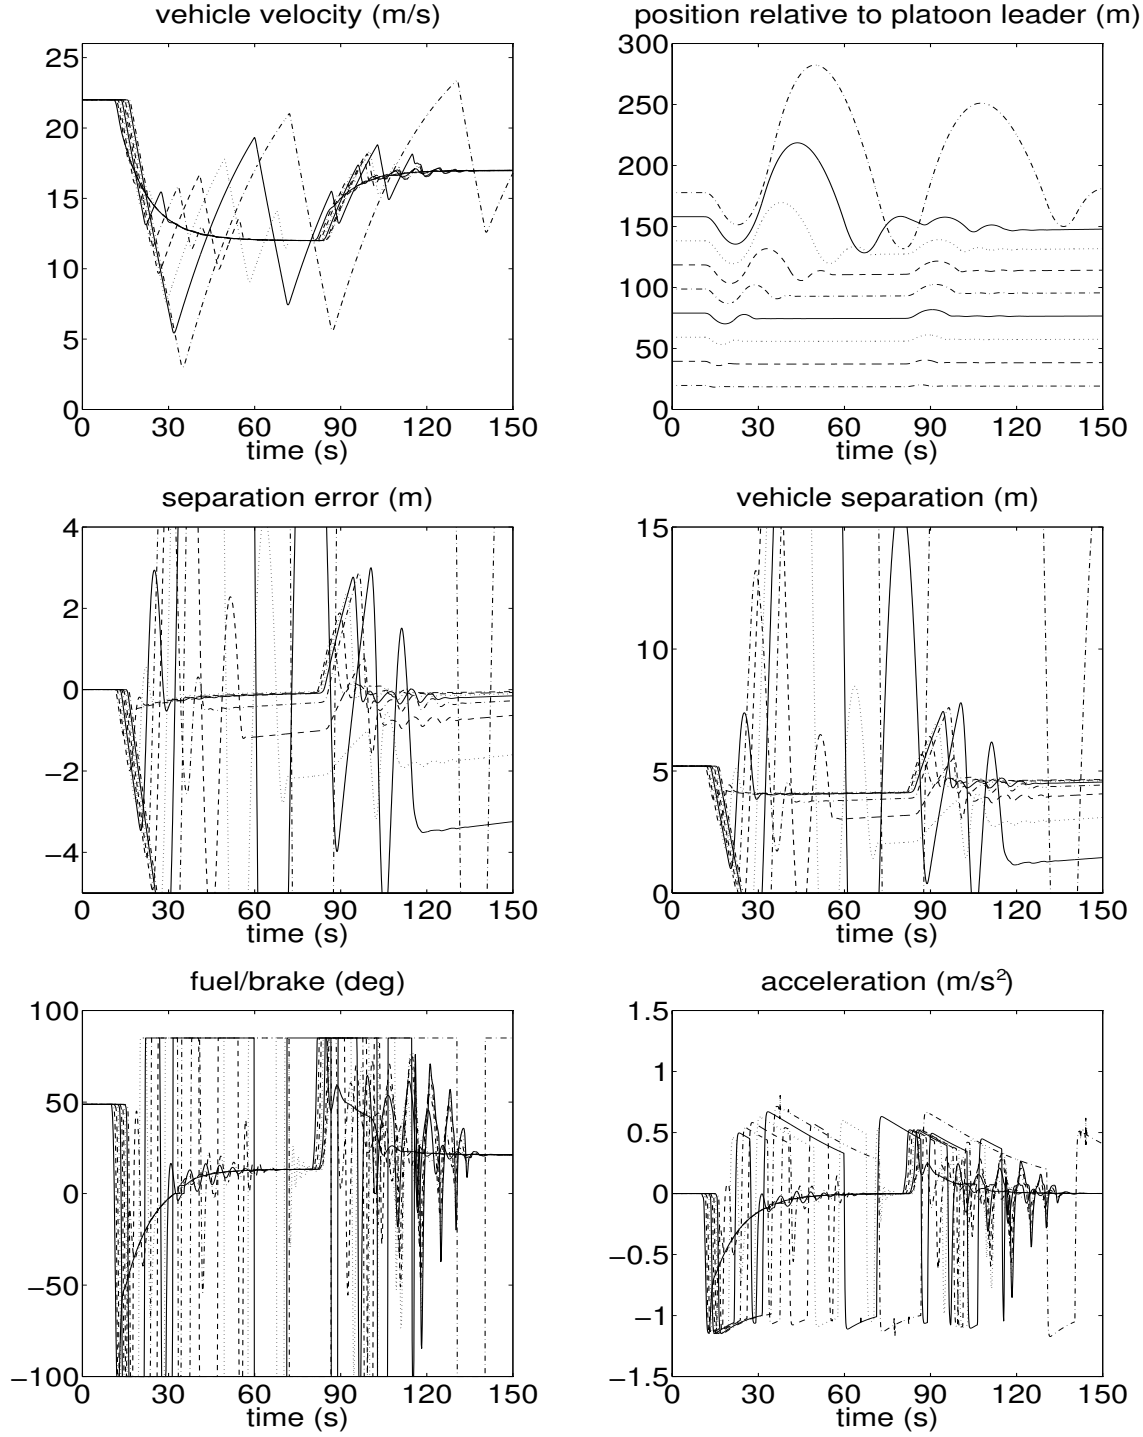 vehicle velocity (m/s)
25
20
15
10
5
0
0 30 60 90 120 150
time (s)
position relative to platoon leader (m)
300
250
200
150
100
50
0
0 30 60 90 120 150
time (s)
separation error (m)
4
2
0
−2
−4
0 30 60 90 120 150
time (s)
vehicle separation (m)
15
10
5
0
0 30 60 90 120 150
time (s)
fuel/brake (deg)
100
50
0
−50
−100
0 30 60 90 120 150
time (s)
acceleration (m/s²)
1.5
1
0.5
0
−0.5
−1
−1.5
0 30 60 90 120 150
time (s)